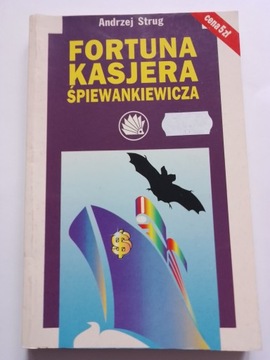 Andrzej Strug
cena 5 zł
FORTUNA
KASJERA
ŚPIEWANKIEWICZA
$